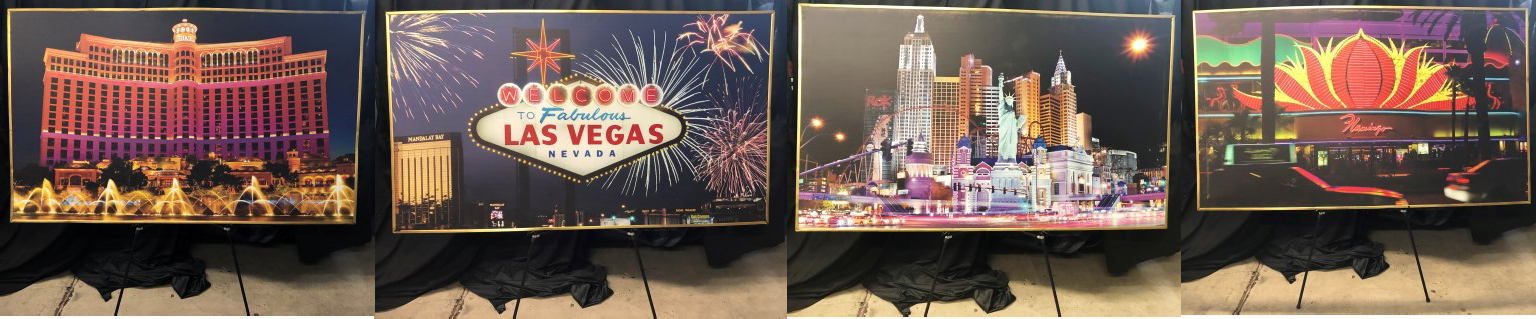 WELCOME
TO Fabulous
LAS VEGAS
NEVADA
MANDALAY BAY
Flamingo